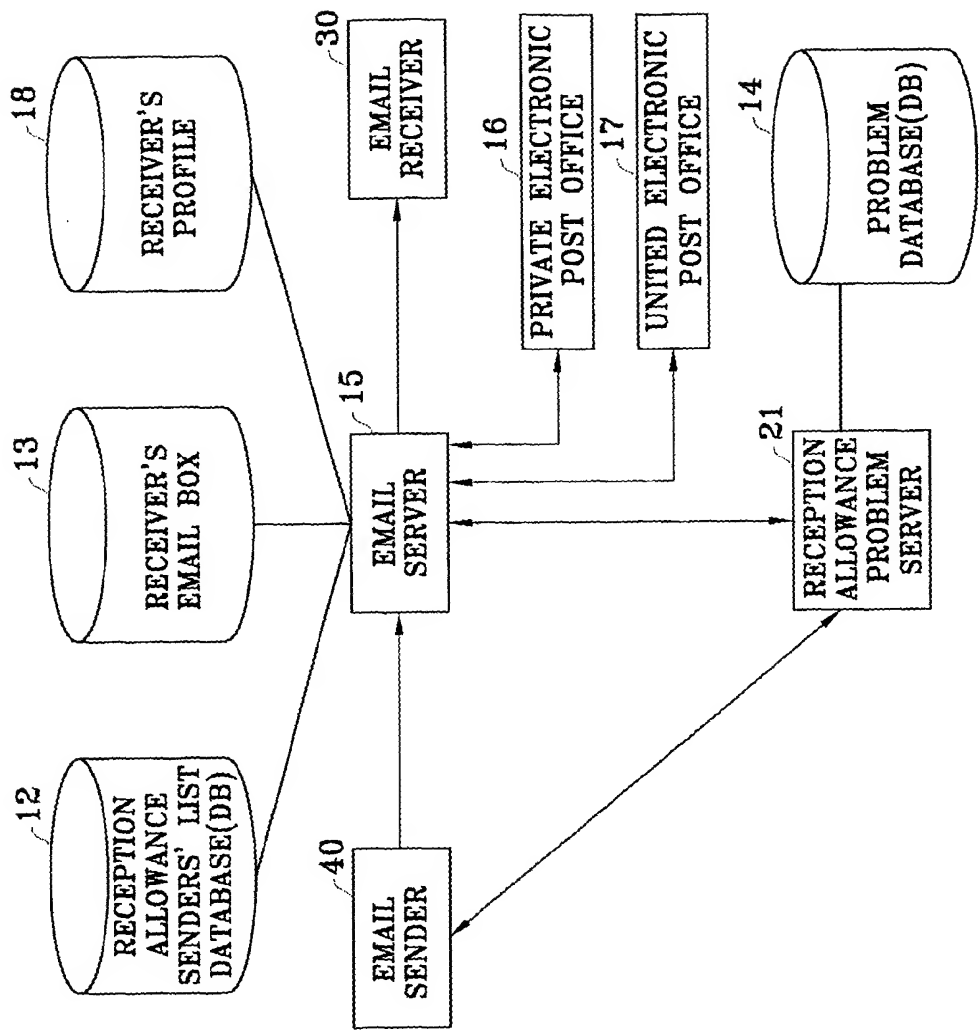 12
RECEPTION
ALLOWANCE
SENDERS' LIST
DATABASE(DB)
13
RECEIVER'S
EMAIL BOX
18
RECEIVER'S
PROFILE
40
EMAIL
SENDER
15
EMAIL
SERVER
30
EMAIL
RECEIVER
16
PRIVATE ELECTRONIC
POST OFFICE
17
UNITED ELECTRONIC
POST OFFICE
21
RECEPTION
ALLOWANCE
PROBLEM
SERVER
14
PROBLEM
DATABASE(DB)